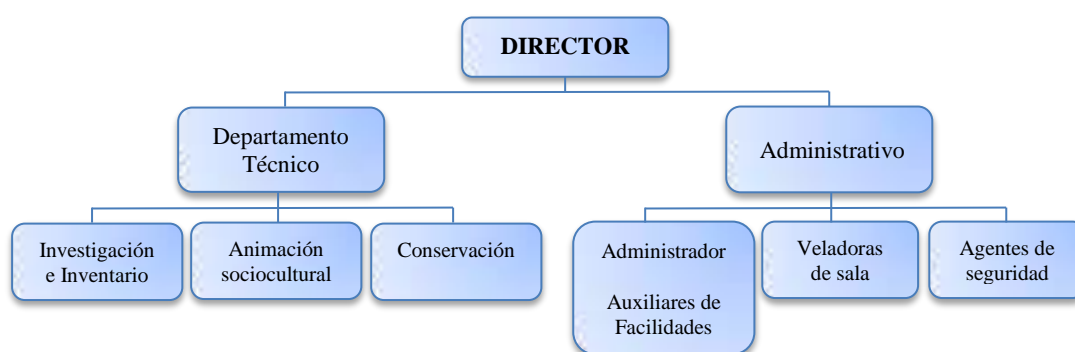 DIRECTOR
Departamento
Técnico
Administrativo
Investigación
e Inventario
Animación
sociocultural
Conservación
Administrador
Auxiliares de
Facilidades
Veladoras
de sala
Agentes de
seguridad